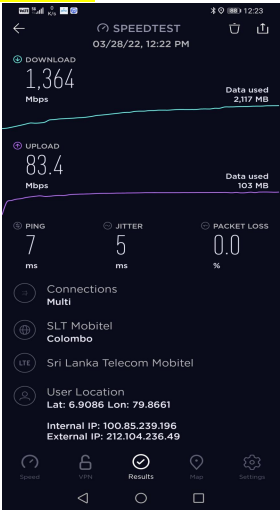 12:23
SPEEDTEST
03/28/22, 12:22 PM
DOWNLOAD
1,364
Mbps
Data used
2,117 MB
UPLOAD
83.4
Mbps
Data used
103 MB
PING
7
ms
JITTER
5
ms
PACKET LOSS
0.0
%
Connections
Multi
SLT Mobitel
Colombo
LTE
Sri Lanka Telecom Mobitel
User Location
Lat: 6.9086 Lon: 79.8661
Internal IP: 100.85.239.196
External IP: 212.104.236.49
Speed VPN Results Map Settings